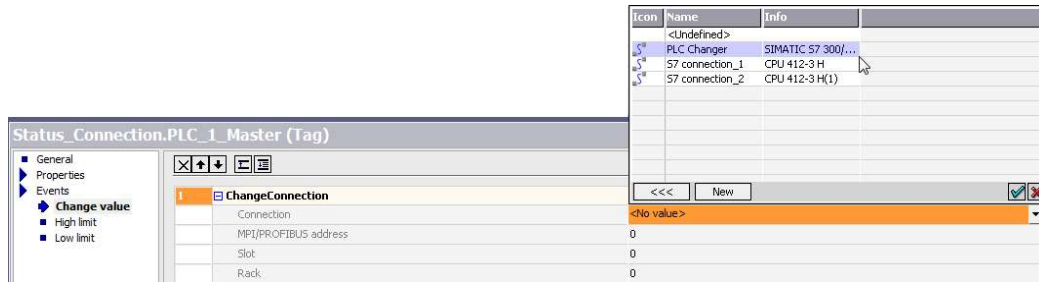 Icon Name Info
<Undefined>
PLC Changer SIMATIC S7 300/...
S7 connection_1 CPU 412-3 H
S7 connection_2 CPU 412-3 H(1)
<<< New
Status_Connection.PLC_1_Master (Tag)
General
Properties
Events
Change value
High limit
Low limit
1 ChangeConnection
Connection <No value>
MPI/PROFIBUS address 0
Slot 0
Rack 0